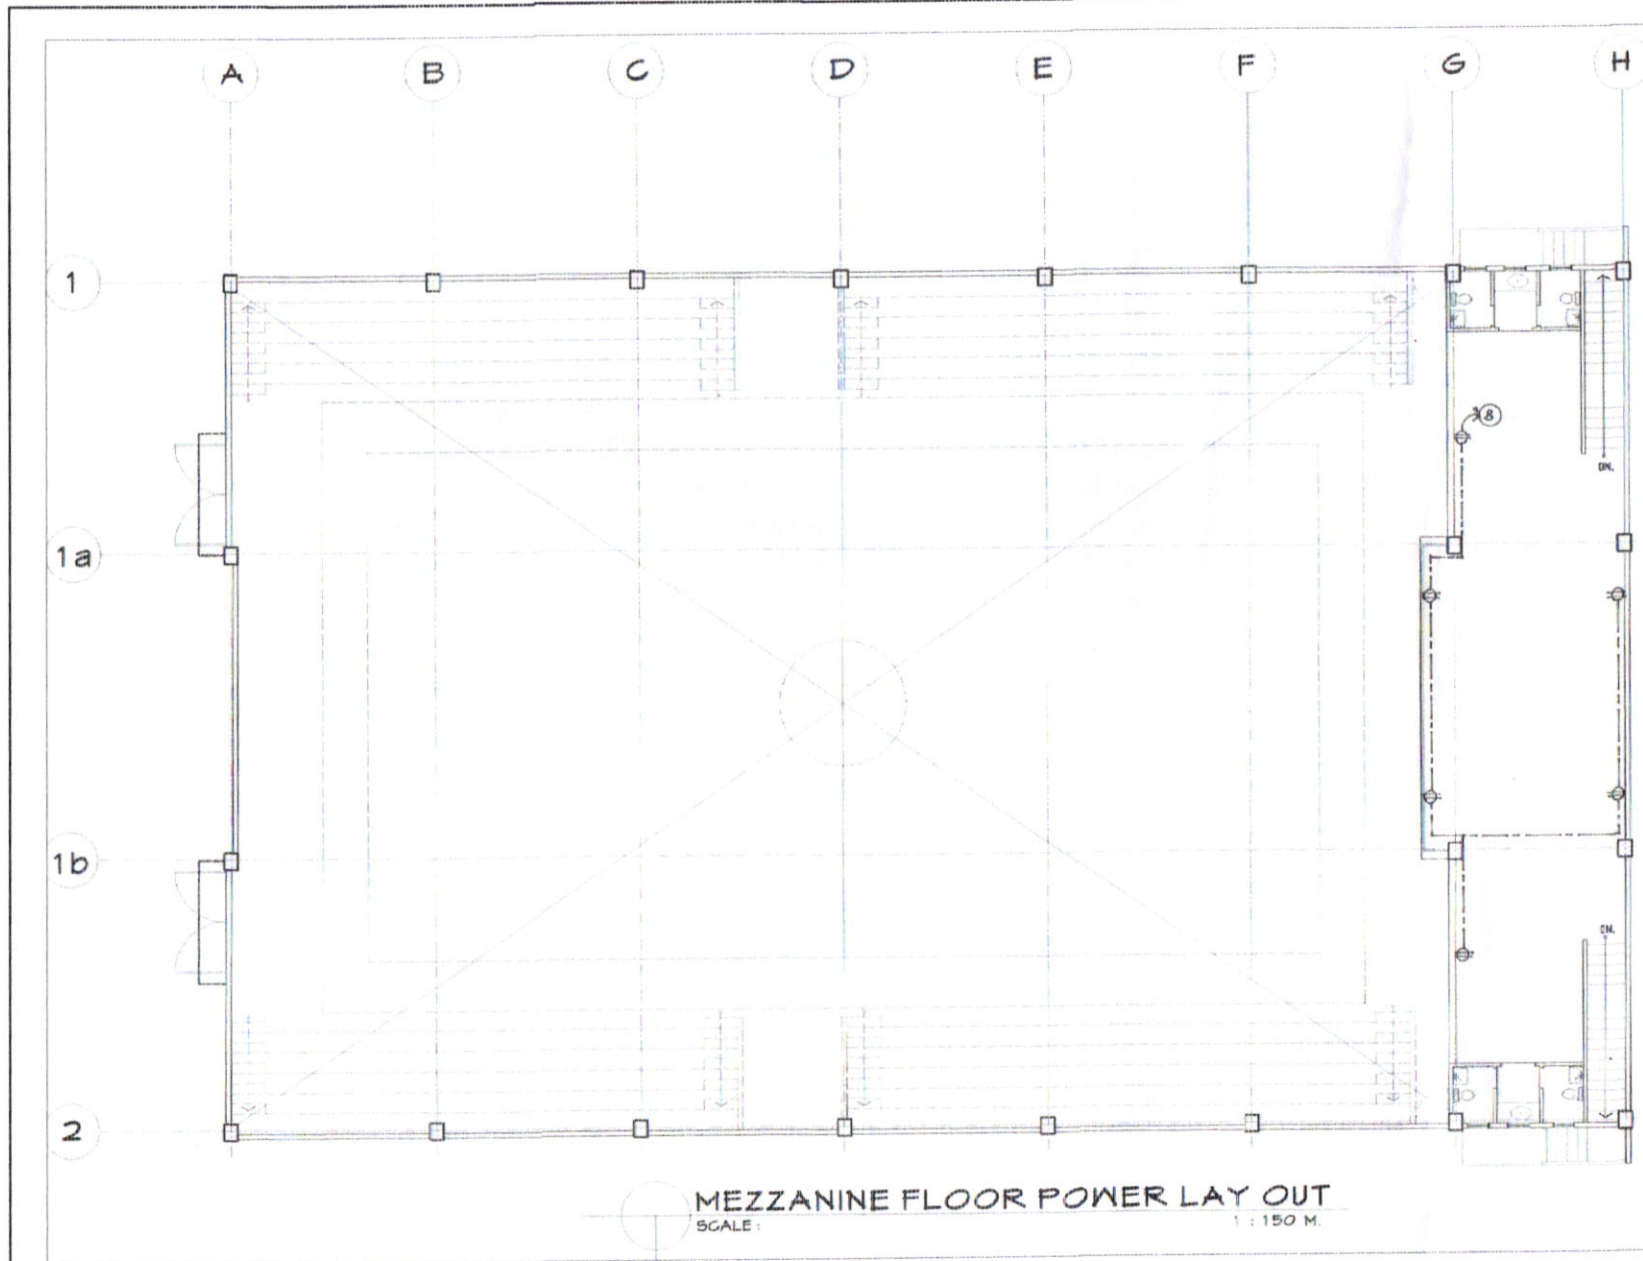 A B C D E F G H
1
8
DN.
1a
1b
DN.
2
MEZZANINE FLOOR POWER LAY OUT
SCALE: 1 : 150 M.